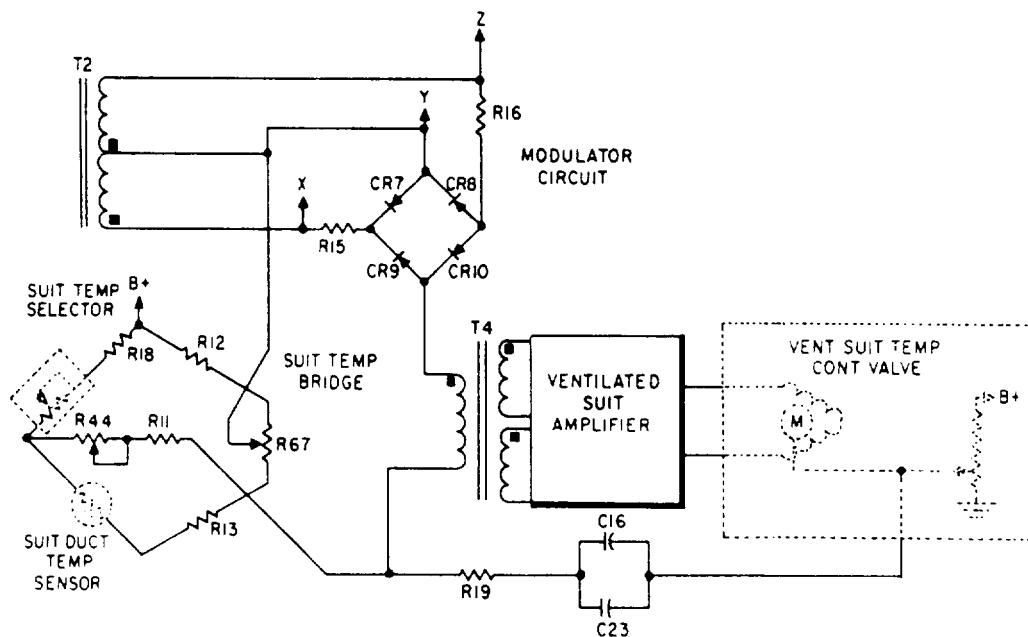 Z
T2
Y
R16
MODULATOR
CIRCUIT
CR7
CR8
X
R15
CR9
CR10
SUIT TEMP
SELECTOR
B+
R18
R12
SUIT TEMP
BRIDGE
T4
VENTILATED
SUIT
AMPLIFIER
VENT SUIT TEMP
CONT VALVE
B+
M
R44
R11
R67
R13
SUIT DUCT
TEMP
SENSOR
R19
C16
C23